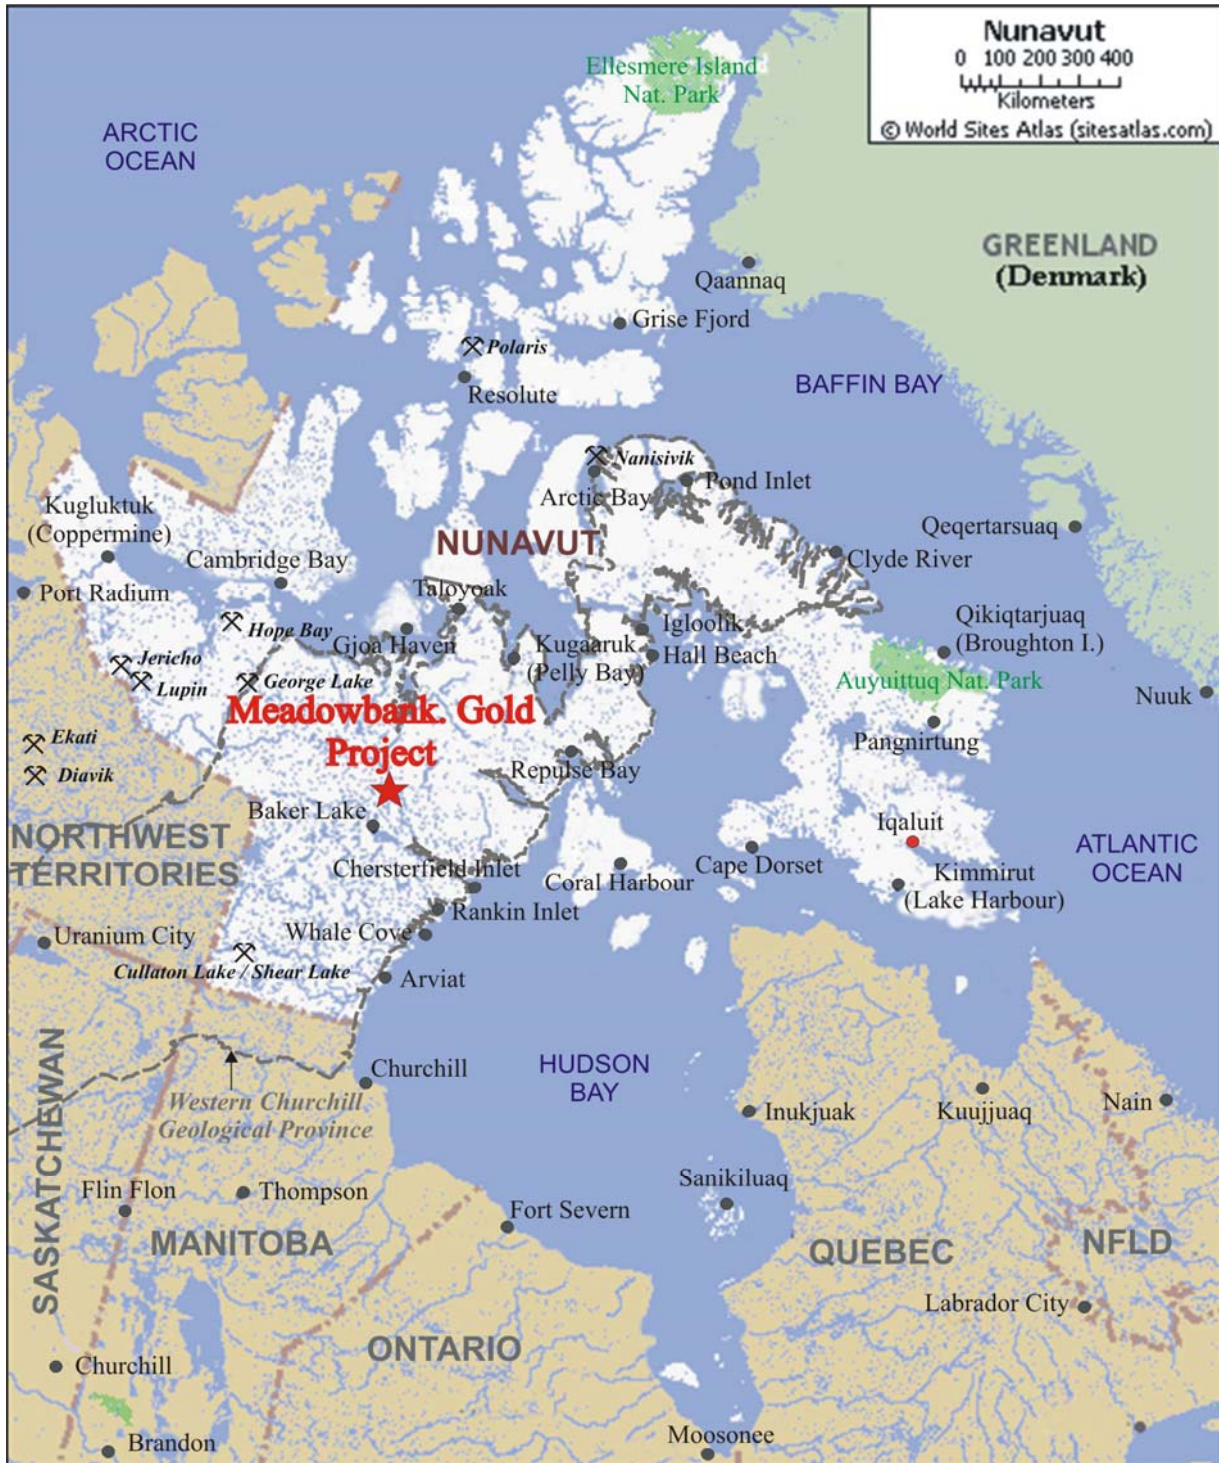 Nunavut
0 100 200 300 400
Kilometers
© World Sites Atlas (sitesatlas.com)
Ellesmere Island
Nat. Park
ARCTIC
OCEAN
GREENLAND
(Denmark)
Qaannaq
Grise Fjord
Polaris
Resolute
BAFFIN BAY
Nanisivik
Arctic Bay
Pond Inlet
Kugluktuk
(Coppermine)
Qeqertarsuaq
NUNAVUT
Cambridge Bay
Clyde River
Port Radium
Taloyoak
Hope Bay
Gjoa Haven
Igloolik
Kugaaruk
(Pelly Bay)
Hall Beach
Qikiqtarjuaq
(Broughton I.)
Jericho
Lupin
George Lake
Auyuittuq Nat. Park
Nuuk
Meadowbank. Gold
Project
Ekati
Diavik
Pangnirtung
Repulse Bay
Baker Lake
NORTHWEST
TERRITORIES
Iqaluit
ATLANTIC
OCEAN
Chersterfield Inlet
Coral Harbour
Cape Dorset
Kimmirut
(Lake Harbour)
Rankin Inlet
Whale Cove
Uranium City
Cullaton Lake / Shear Lake
Arviat
SASKATCHEWAN
HUDSON
BAY
Churchill
Western Churchill
Geological Province
Inukjuak
Kuujjuaq
Nain
Flin Flon
Thompson
Sanikiluaq
Fort Severn
MANITOBA
QUEBEC
NFLD
Labrador City
ONTARIO
Churchill
Brandon
Moosonee